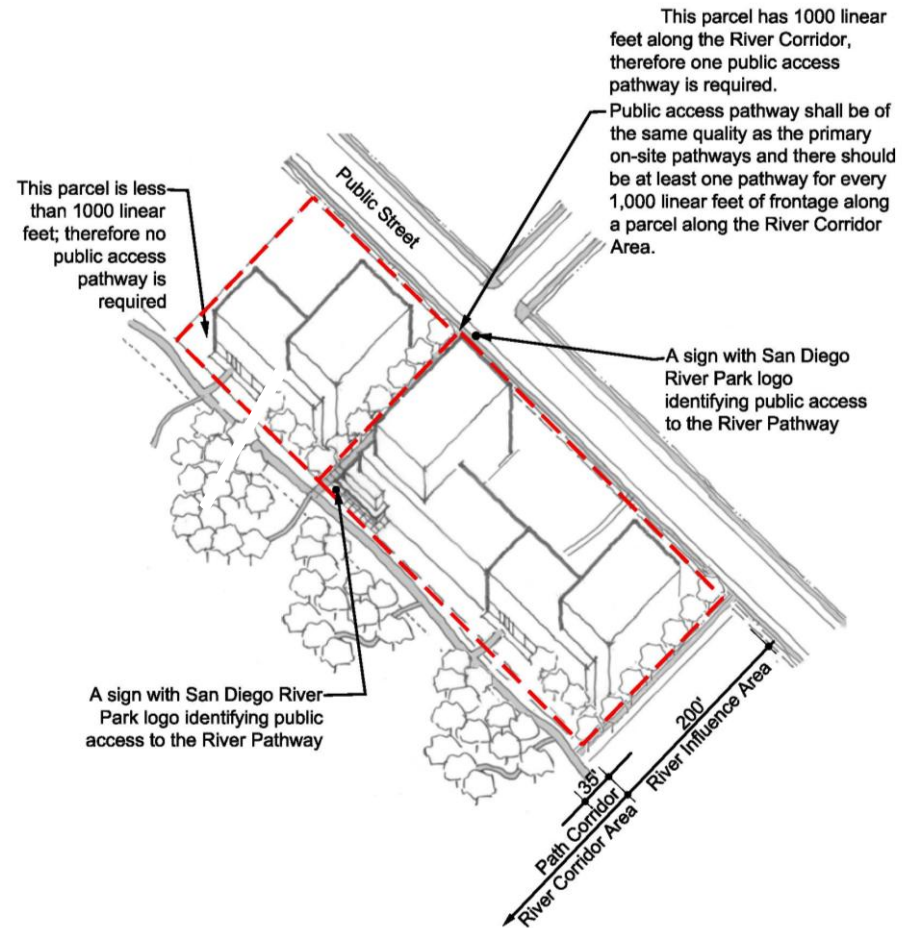 This parcel has 1000 linear
feet along the River Corridor,
therefore one public access
pathway is required.
Public access pathway shall be of
the same quality as the primary
on-site pathways and there should
be at least one pathway for every
1,000 linear feet of frontage along
a parcel along the River Corridor
Area.
This parcel is less
than 1000 linear
feet; therefore no
public access
pathway is
required
Public Street
A sign with San Diego
River Park logo
identifying public access
to the River Pathway
A sign with San Diego River
Park logo identifying public
access to the River Pathway
200'
River Influence Area
35'
Path Corridor
River Corridor Area